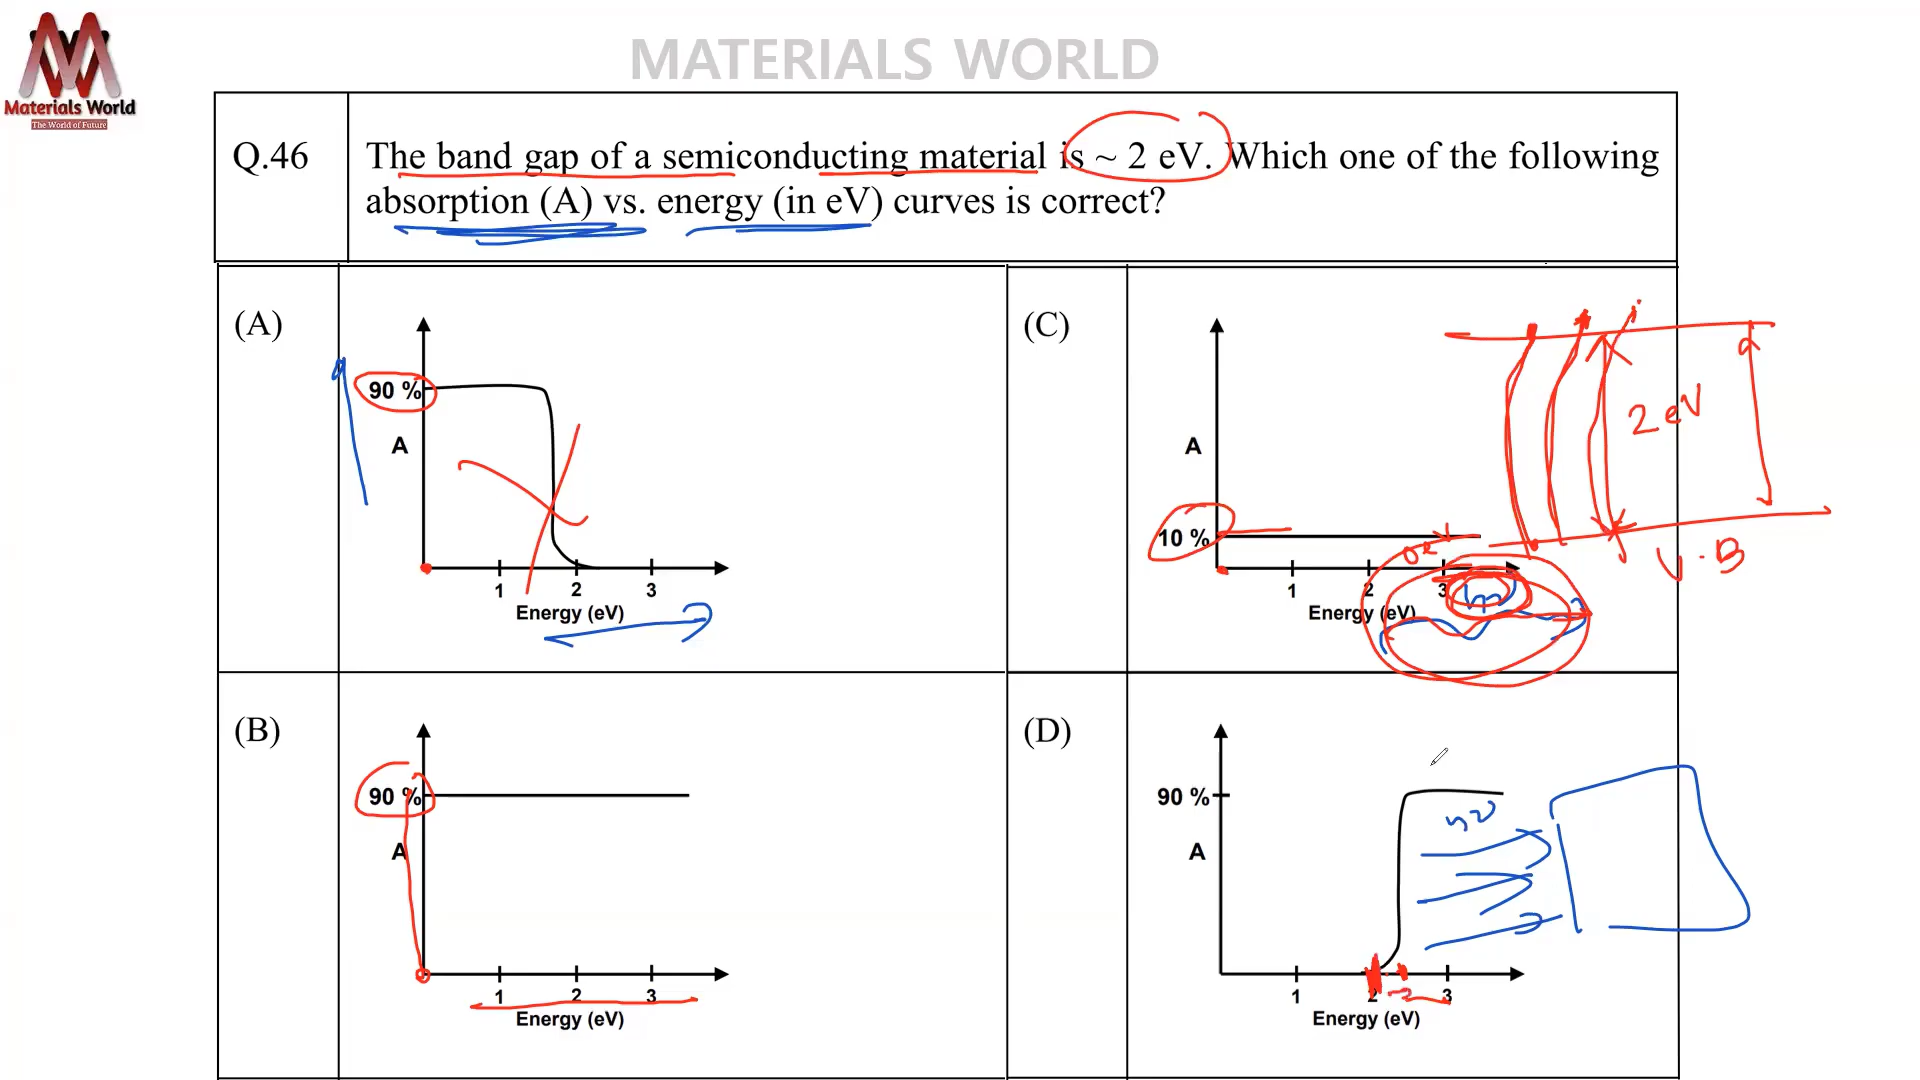 MATERIALS WORLD
Materials World
The World of Future
Q.46
The band gap of a semiconducting material is ~ 2 eV. Which one of the following
absorption (A) vs. energy (in eV) curves is correct?
(A)
90 %
A
1 2 3
Energy (eV)
(C)
A
10 %
1 2 3
Energy (eV)
2 eV
V.B
(B)
90 %
A
1 2 3
Energy (eV)
(D)
90 %
A
hν
1 2 3
Energy (eV)